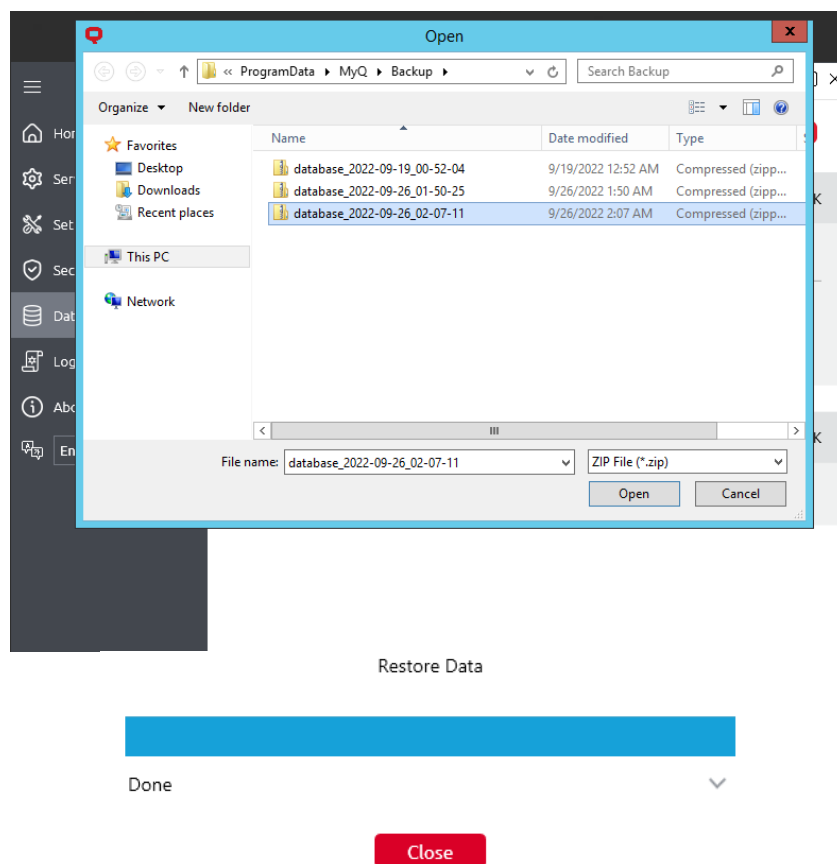 Open
x
« ProgramData ▸ MyQ ▸ Backup ▸
Search Backup
Organize
New folder
Hor
Ser
Set
Sec
Dat
Log
Abo
En
Favorites
Desktop
Downloads
Recent places
This PC
Network
Name Date modified Type
database_2022-09-19_00-52-04 9/19/2022 12:52 AM Compressed (zipp...
database_2022-09-26_01-50-25 9/26/2022 1:50 AM Compressed (zipp...
database_2022-09-26_02-07-11 9/26/2022 2:07 AM Compressed (zipp...
K
K
File name: database_2022-09-26_02-07-11 ZIP File (*.zip)
Open Cancel
Restore Data
Done
Close